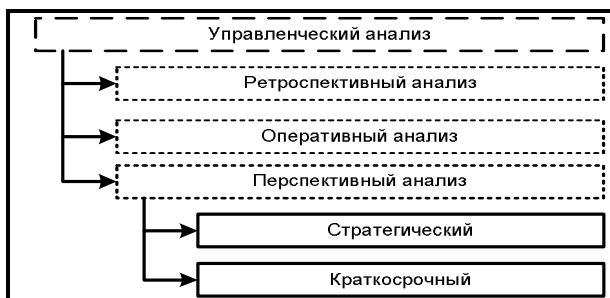 Управленческий анализ
Ретроспективный анализ
Оперативный анализ
Перспективный анализ
Стратегический
Краткосрочный